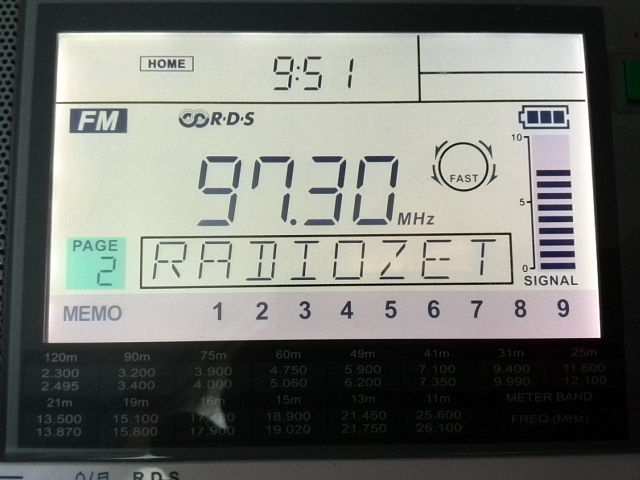 HOME 9:51
FM R·D·S 10
97.30 MHz FAST 5
PAGE 2 RADIOZET 0 SIGNAL
MEMO 1 2 3 4 5 6 7 8 9
120m 90m 75m 60m 49m 41m 31m 25m
2.300 3.200 3.900 4.750 5.900 7.100 9.400 11.600
2.495 3.400 4.000 5.060 6.200 7.350 9.990 12.100
21m 19m 16m 15m 13m 11m METER BAND
13.500 15.100 18.900 21.450 25.600 FREQ (MHz)
13.870 15.800 17.900 19.020 21.750 26.100
RDS